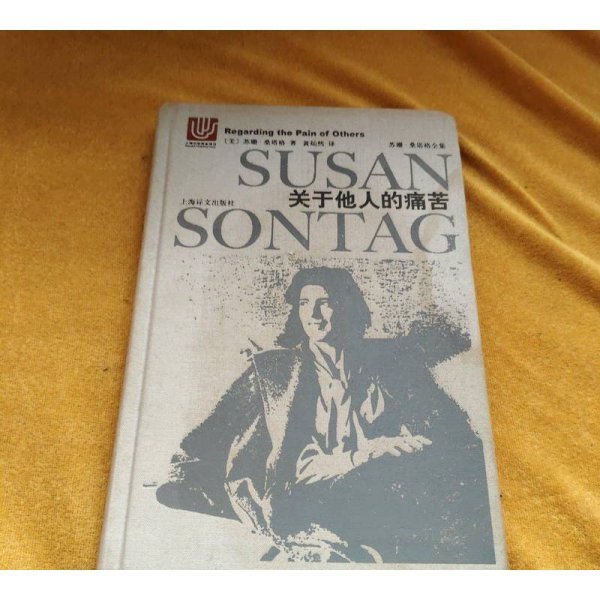 Regarding the Pain of Others
[美] 苏珊·桑塔格 著 黄灿然 译
苏珊·桑塔格全集
SUSAN
关于他人的痛苦
上海译文出版社
SONTAG